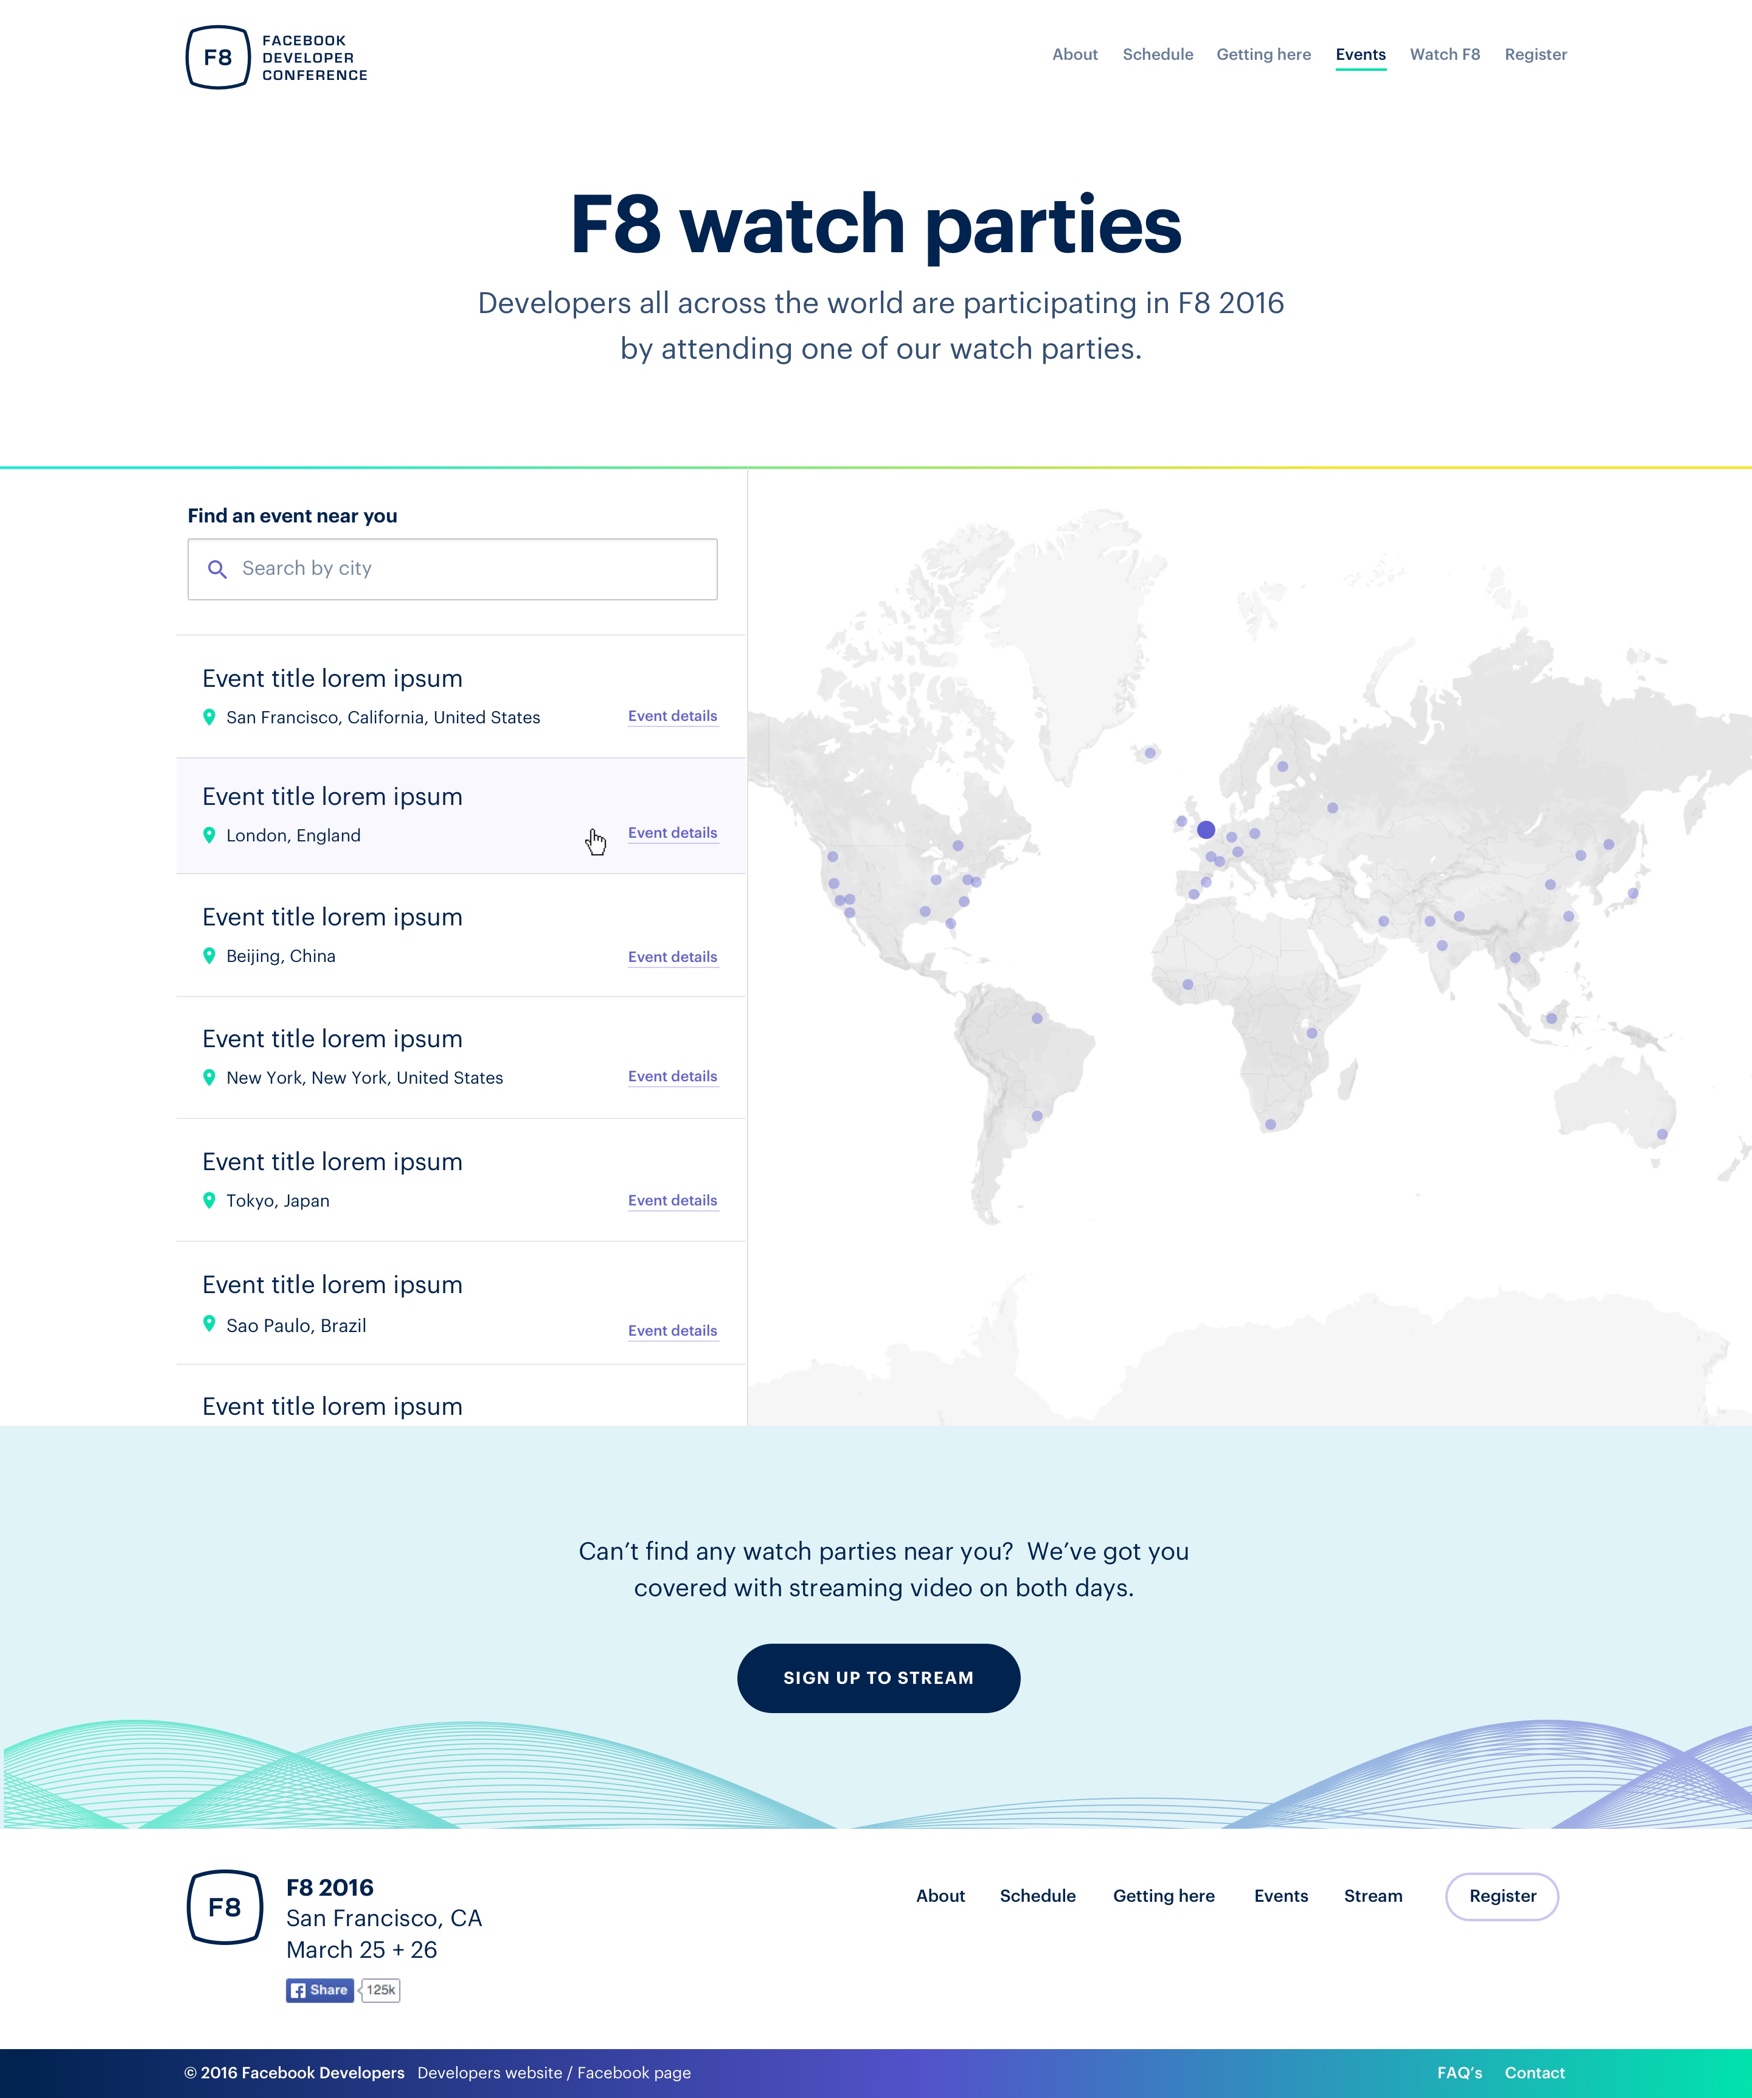 F8
FACEBOOK
DEVELOPER
CONFERENCE
About Schedule Getting here Events Watch F8 Register
F8 watch parties
Developers all across the world are participating in F8 2016
by attending one of our watch parties.
Find an event near you
Search by city
Event title lorem ipsum
San Francisco, California, United States Event details
Event title lorem ipsum
London, England Event details
Event title lorem ipsum
Beijing, China Event details
Event title lorem ipsum
New York, New York, United States Event details
Event title lorem ipsum
Tokyo, Japan Event details
Event title lorem ipsum
Sao Paulo, Brazil Event details
Event title lorem ipsum
Can’t find any watch parties near you? We’ve got you
covered with streaming video on both days.
SIGN UP TO STREAM
F8
F8 2016
San Francisco, CA
March 25 + 26
Share 125k
About Schedule Getting here Events Stream Register
© 2016 Facebook Developers Developers website / Facebook page FAQ’s Contact